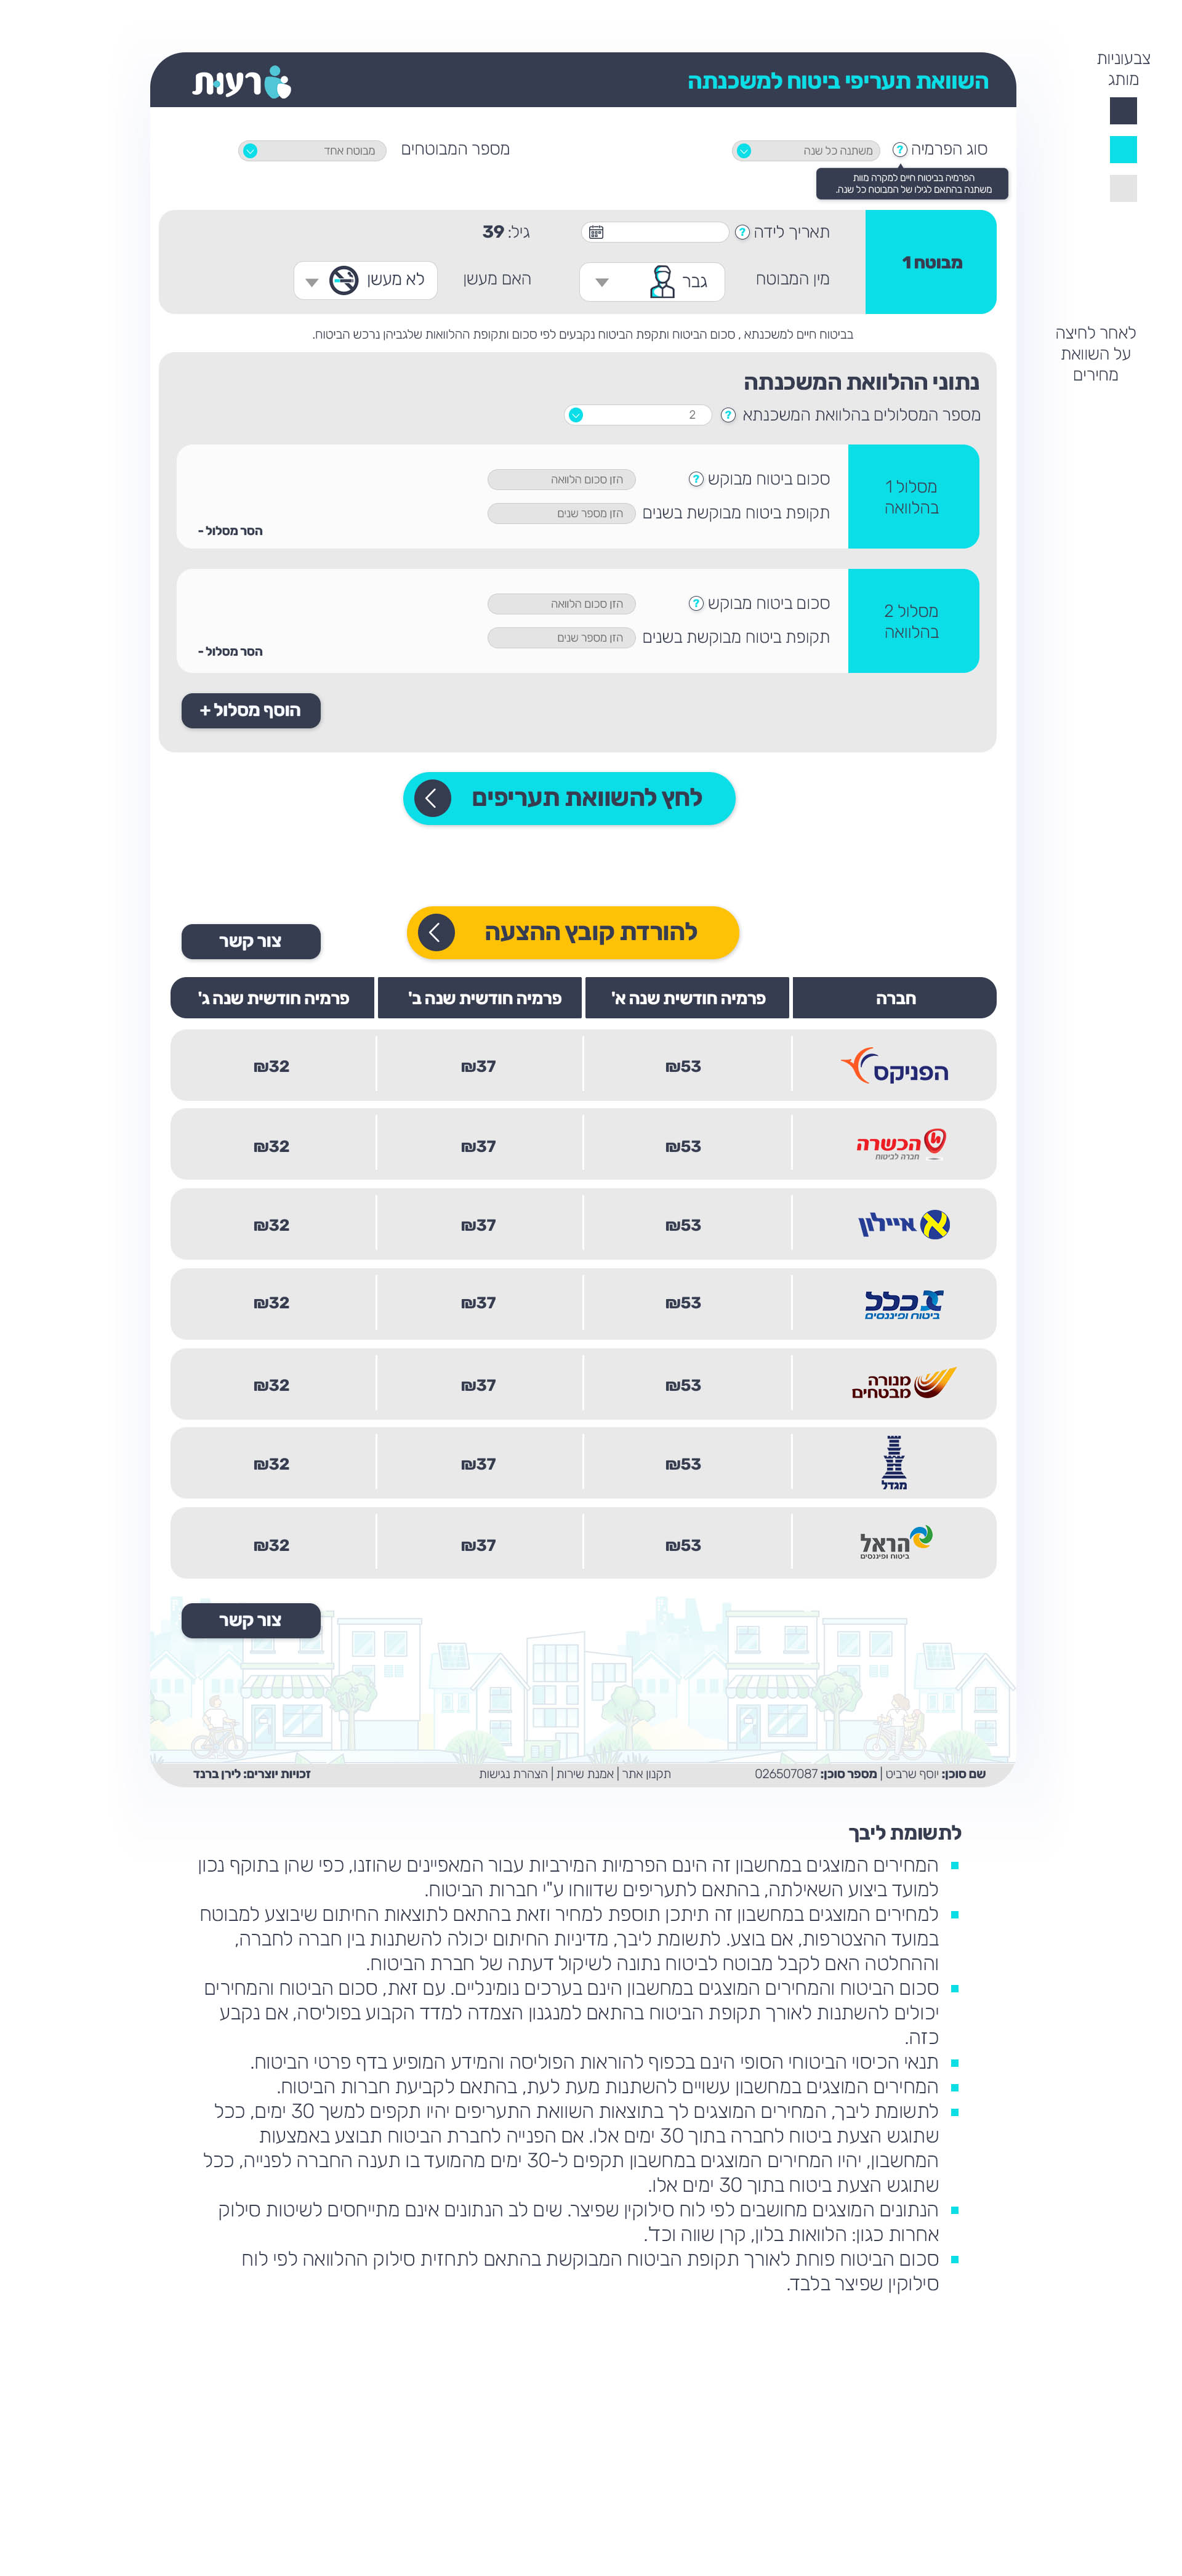 צבעוניות
מותג
השוואת תעריפי ביטוח למשכנתה
רעות
סוג הפרמיה ?
משתנה כל שנה
מספר המבוטחים
מבוטח אחד
הפרמיה בביטוח חיים למקרה מוות
משתנה בהתאם לגילו של המבוטח כל שנה.
מבוטח 1
תאריך לידה ?
גיל: 39
מין המבוטח
גבר
האם מעשן
לא מעשן
לאחר לחיצה
על השוואת
מחירים
בביטוח חיים למשכנתא , סכום הביטוח ותקפת הביטוח נקבעים לפי סכום ותקופת ההלוואות שלגביהן נרכש הביטוח.
נתוני ההלוואת המשכנתה
מספר המסלולים בהלוואת המשכנתא ?
2
מסלול 1
בהלוואה
סכום ביטוח מבוקש ?
הזן סכום הלוואה
תקופת ביטוח מבוקשת בשנים
הזן מספר שנים
הסר מסלול -
מסלול 2
בהלוואה
סכום ביטוח מבוקש ?
הזן סכום הלוואה
תקופת ביטוח מבוקשת בשנים
הזן מספר שנים
הסר מסלול -
הוסף מסלול +
לחץ להשוואת תעריפים
להורדת קובץ ההצעה
צור קשר
חברה
פרמיה חודשית שנה א'
פרמיה חודשית שנה ב'
פרמיה חודשית שנה ג'
הפניקס
₪53
₪37
₪32
הכשרה
חברה לביטוח
₪53
₪37
₪32
איילון
₪53
₪37
₪32
כלל
ביטוח ופיננסים
₪53
₪37
₪32
מנורה
מבטחים
₪53
₪37
₪32
מגדל
₪53
₪37
₪32
הראל
ביטוח ופיננסים
₪53
₪37
₪32
צור קשר
שם סוכן: יוסף שרביט | מספר סוכן: 026507087
תקנון אתר | אמנת שירות | הצהרת נגישות
זכויות יוצרים: לירן ברנד
לתשומת ליבך
המחירים המוצגים במחשבון זה הינם הפרמיות המירביות עבור המאפיינים שהוזנו, כפי שהן בתוקף נכון
למועד ביצוע השאילתה, בהתאם לתעריפים שדווחו ע"י חברות הביטוח.
למחירים המוצגים במחשבון זה תיתכן תוספת למחיר וזאת בהתאם לתוצאות החיתום שיבוצע למבוטח
במועד ההצטרפות, אם בוצע. לתשומת ליבך, מדיניות החיתום יכולה להשתנות בין חברה לחברה,
וההחלטה האם לקבל מבוטח לביטוח נתונה לשיקול דעתה של חברת הביטוח.
סכום הביטוח והמחירים המוצגים במחשבון הינם בערכים נומינליים. עם זאת, סכום הביטוח והמחירים
יכולים להשתנות לאורך תקופת הביטוח בהתאם למנגנון הצמדה למדד הקבוע בפוליסה, אם נקבע
כזה.
תנאי הכיסוי הביטוחי הסופי הינם בכפוף להוראות הפוליסה והמידע המופיע בדף פרטי הביטוח.
המחירים המוצגים במחשבון עשויים להשתנות מעת לעת, בהתאם לקביעת חברות הביטוח.
לתשומת ליבך, המחירים המוצגים לך בתוצאות השוואת התעריפים יהיו תקפים למשך 30 ימים, ככל
שתוגש הצעת ביטוח לחברה בתוך 30 ימים אלו. אם הפנייה לחברת הביטוח תבוצע באמצעות
המחשבון, יהיו המחירים המוצגים במחשבון תקפים ל-30 ימים מהמועד בו תענה החברה לפנייה, ככל
שתוגש הצעת ביטוח בתוך 30 ימים אלו.
הנתונים המוצגים מחושבים לפי לוח סילוקין שפיצר. שים לב הנתונים אינם מתייחסים לשיטות סילוק
אחרות כגון: הלוואות בלון, קרן שווה וכד'.
סכום הביטוח פוחת לאורך תקופת הביטוח המבוקשת בהתאם לתחזית סילוק ההלוואה לפי לוח
סילוקין שפיצר בלבד.